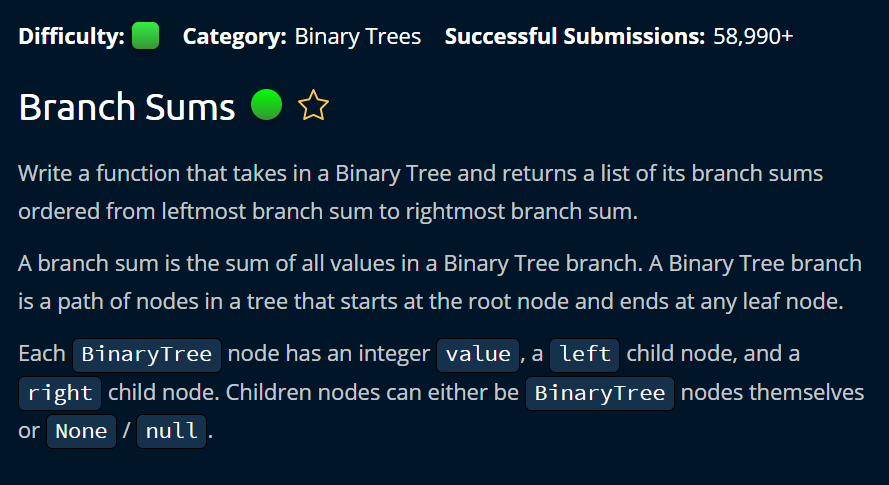 Difficulty: Category: Binary Trees Successful Submissions: 58,990+
Branch Sums
Write a function that takes in a Binary Tree and returns a list of its branch sums
ordered from leftmost branch sum to rightmost branch sum.
A branch sum is the sum of all values in a Binary Tree branch. A Binary Tree branch
is a path of nodes in a tree that starts at the root node and ends at any leaf node.
Each BinaryTree node has an integer value , a left child node, and a
right child node. Children nodes can either be BinaryTree nodes themselves
or None / null .